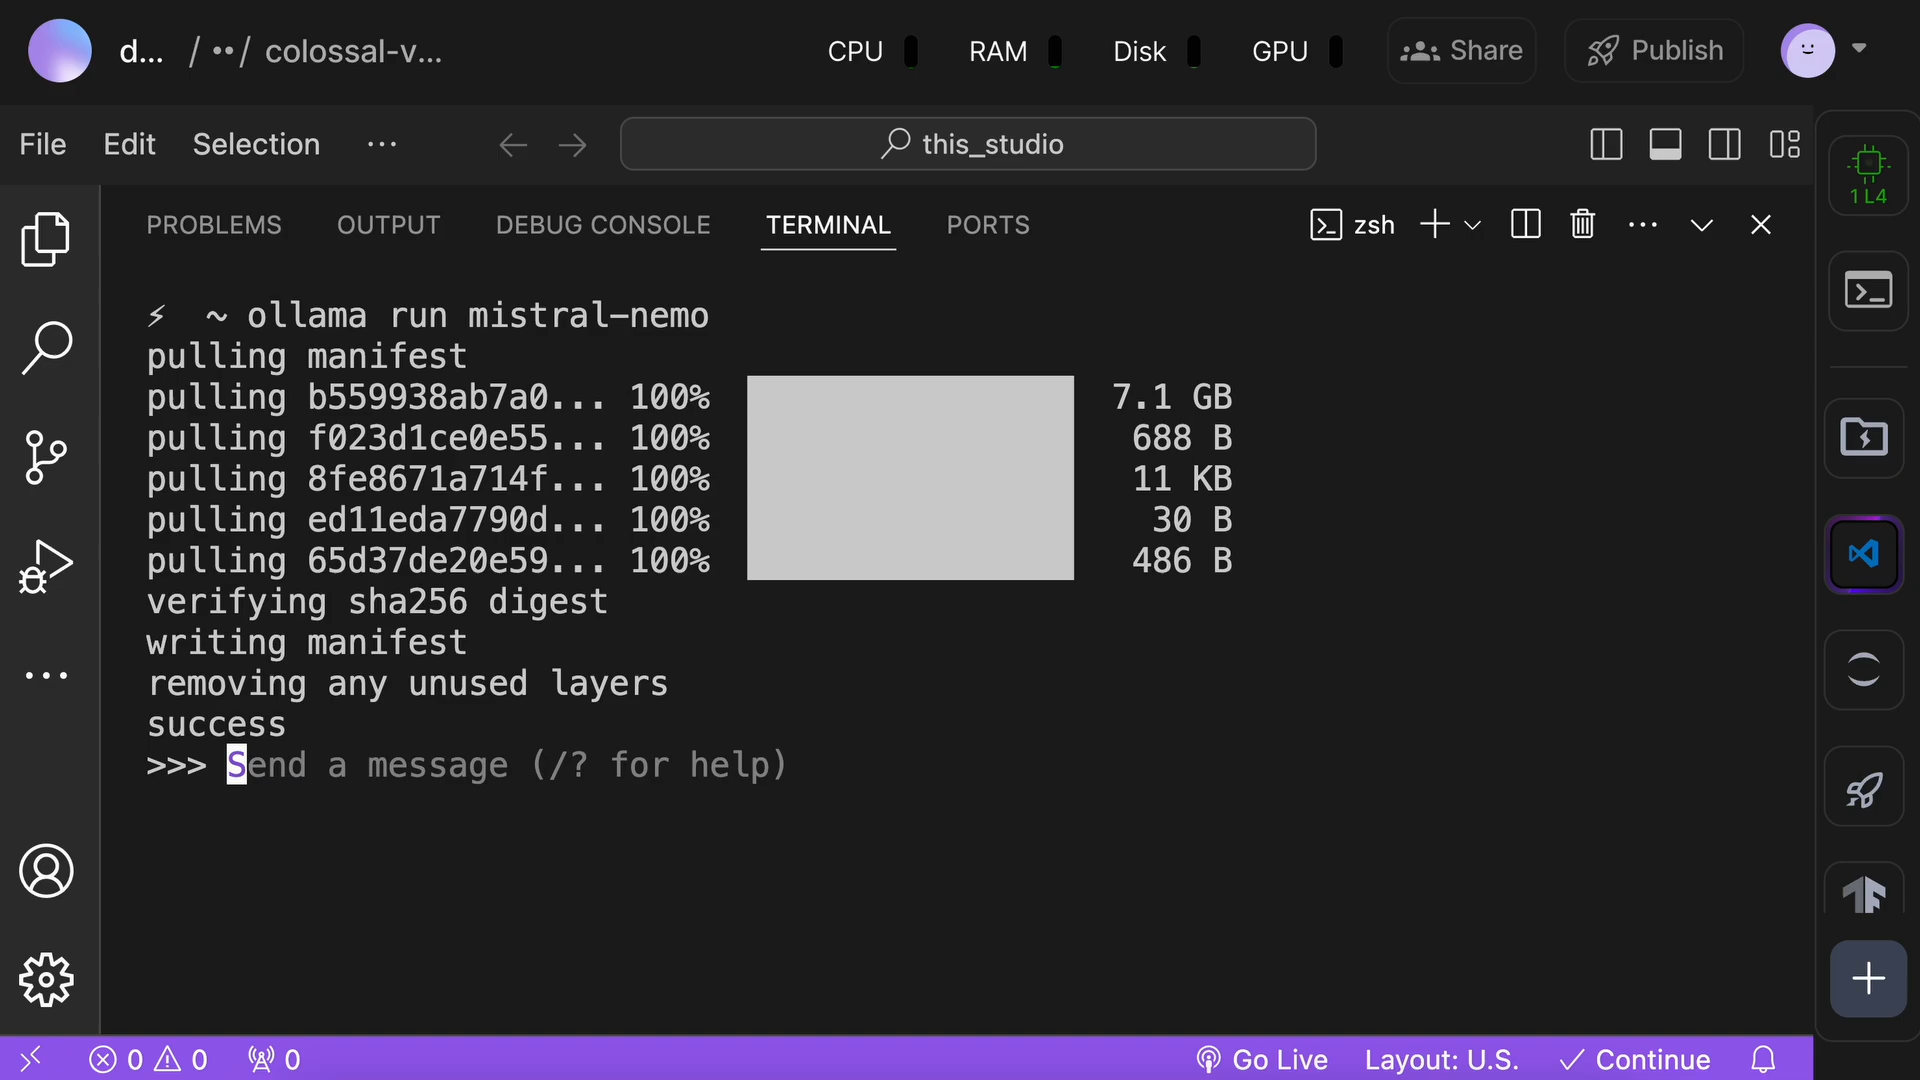 d... / ••/ colossal-v...
CPU RAM Disk GPU Share Publish
File Edit Selection ··· this_studio
1 L4
PROBLEMS OUTPUT DEBUG CONSOLE TERMINAL PORTS zsh
⚡ ~ ollama run mistral-nemo
pulling manifest
pulling b559938ab7a0... 100% 7.1 GB
pulling f023d1ce0e55... 100% 688 B
pulling 8fe8671a714f... 100% 11 KB
pulling ed11eda7790d... 100% 30 B
pulling 65d37de20e59... 100% 486 B
verifying sha256 digest
writing manifest
removing any unused layers
success
>>> Send a message (/? for help)
0 0 0 Go Live Layout: U.S. Continue